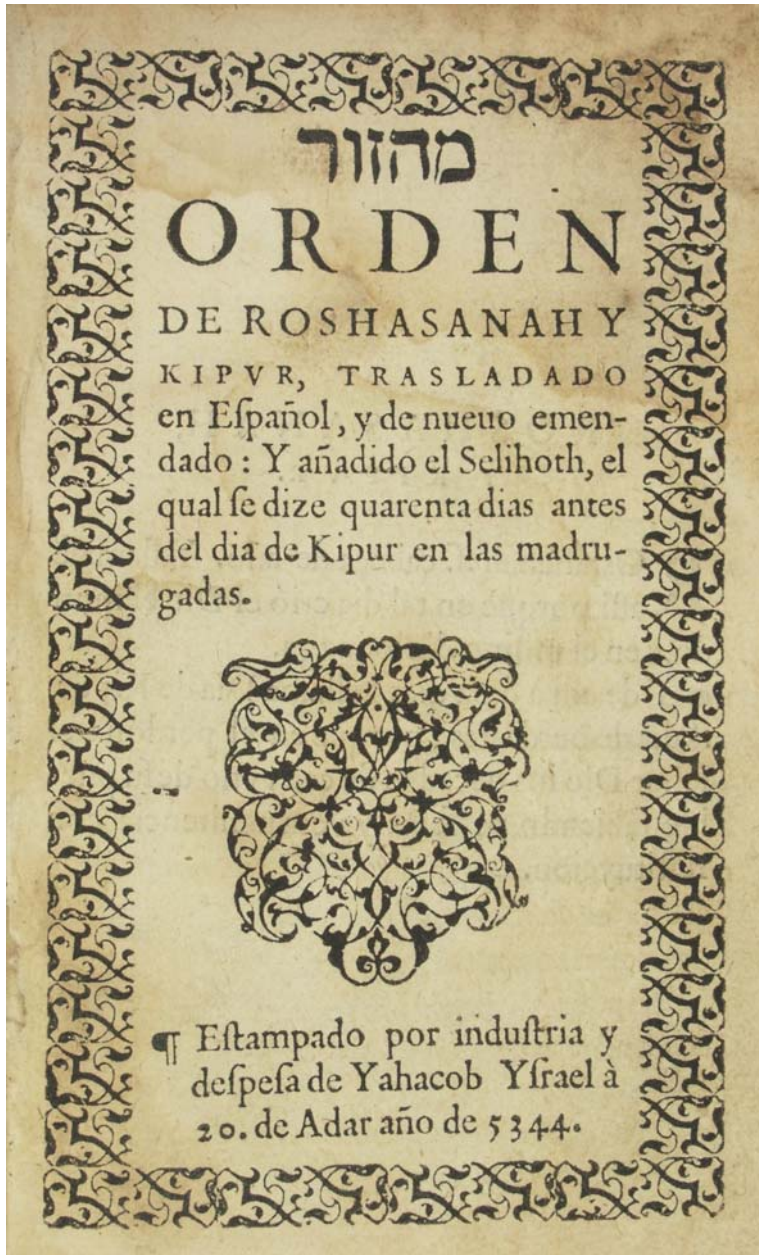 מהזור
ORDEN
DE ROSHASANAH Y
KIPVR, TRASLADADO
en Eſpañol, y de nueuo emen-
dado : Y añadido el Selihoth, el
qual ſe dize quarenta dias antes
del dia de Kipur en las madru-
gadas.
¶ Eſtampado por induſtria y
deſpeſa de Yahacob Yſrael à
20. de Adar año de 5344.